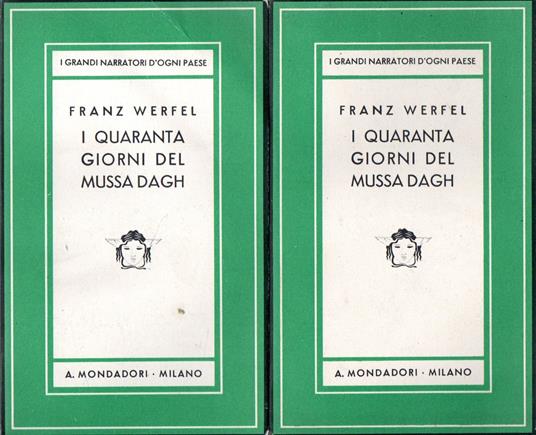 I GRANDI NARRATORI D'OGNI PAESE
FRANZ WERFEL
I QUARANTA
GIORNI DEL
MUSSA DAGH
A. MONDADORI · MILANO
I GRANDI NARRATORI D'OGNI PAESE
FRANZ WERFEL
I QUARANTA
GIORNI DEL
MUSSA DAGH
A. MONDADORI · MILANO